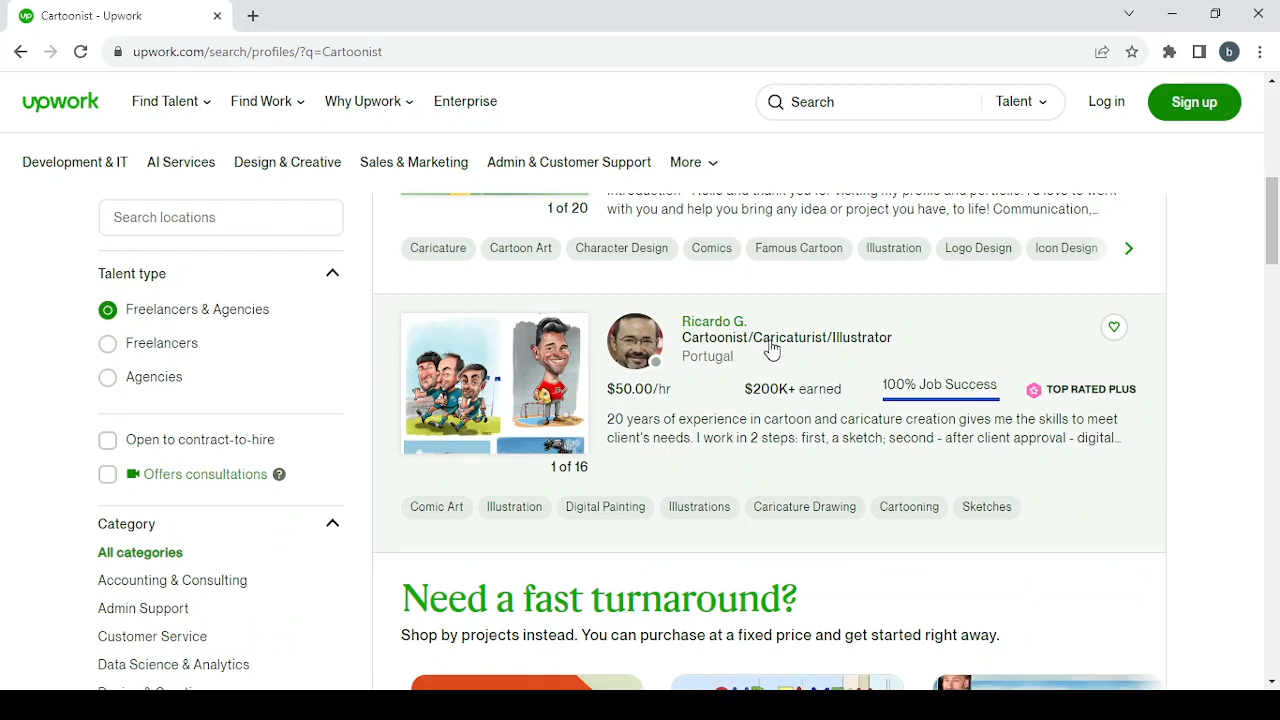 Cartoonist - Upwork
upwork.com/search/profiles/?q=Cartoonist
b
upwork
Find Talent
Find Work
Why Upwork
Enterprise
Search
Talent
Log in
Sign up
Development & IT
AI Services
Design & Creative
Sales & Marketing
Admin & Customer Support
More
Search locations
Talent type
Freelancers & Agencies
Freelancers
Agencies
Open to contract-to-hire
Offers consultations
Category
All categories
Accounting & Consulting
Admin Support
Customer Service
Data Science & Analytics
1 of 20
with you and help you bring any idea or project you have, to life! Communication,...
Caricature
Cartoon Art
Character Design
Comics
Famous Cartoon
Illustration
Logo Design
Icon Design
Ricardo G.
Cartoonist/Caricaturist/Illustrator
Portugal
$50.00/hr
$200K+ earned
100% Job Success
TOP RATED PLUS
20 years of experience in cartoon and caricature creation gives me the skills to meet
client's needs. I work in 2 steps: first, a sketch; second - after client approval - digital...
1 of 16
Comic Art
Illustration
Digital Painting
Illustrations
Caricature Drawing
Cartooning
Sketches
Need a fast turnaround?
Shop by projects instead. You can purchase at a fixed price and get started right away.